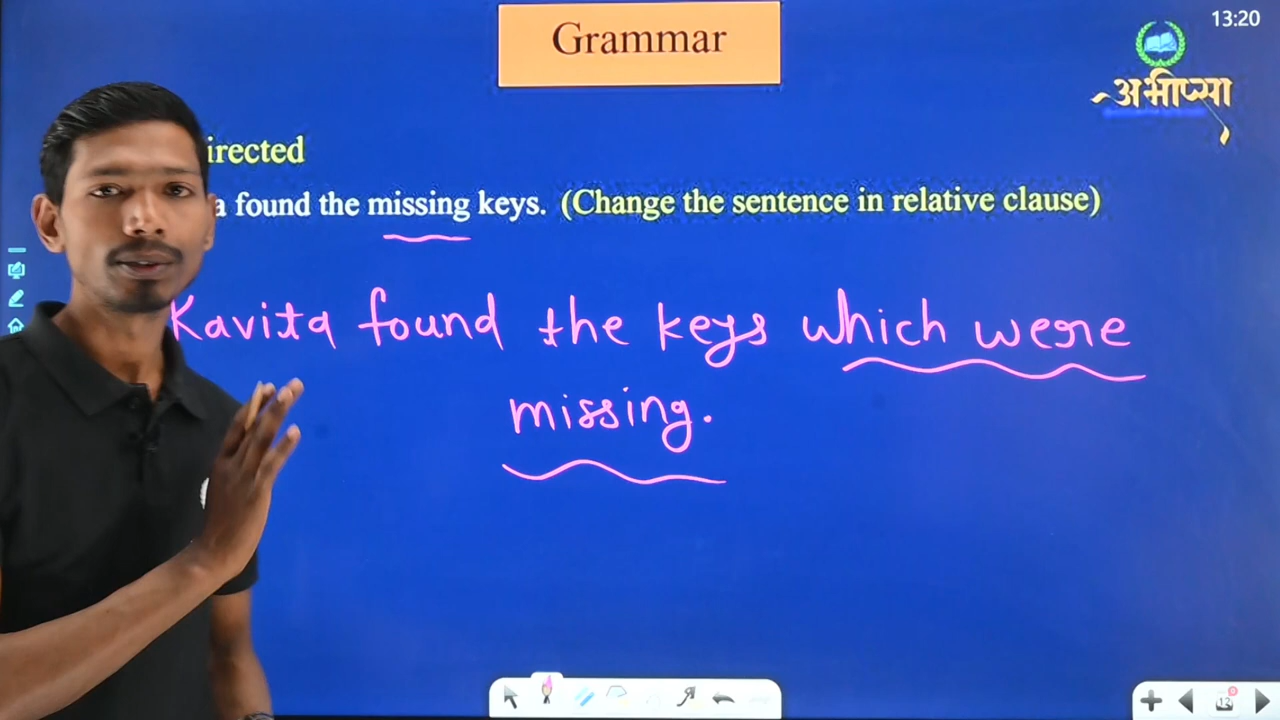 Grammar
13:20
अभीप्सा
irected
a found the missing keys. (Change the sentence in relative clause)
Kavita found the keys which were
missing.
12